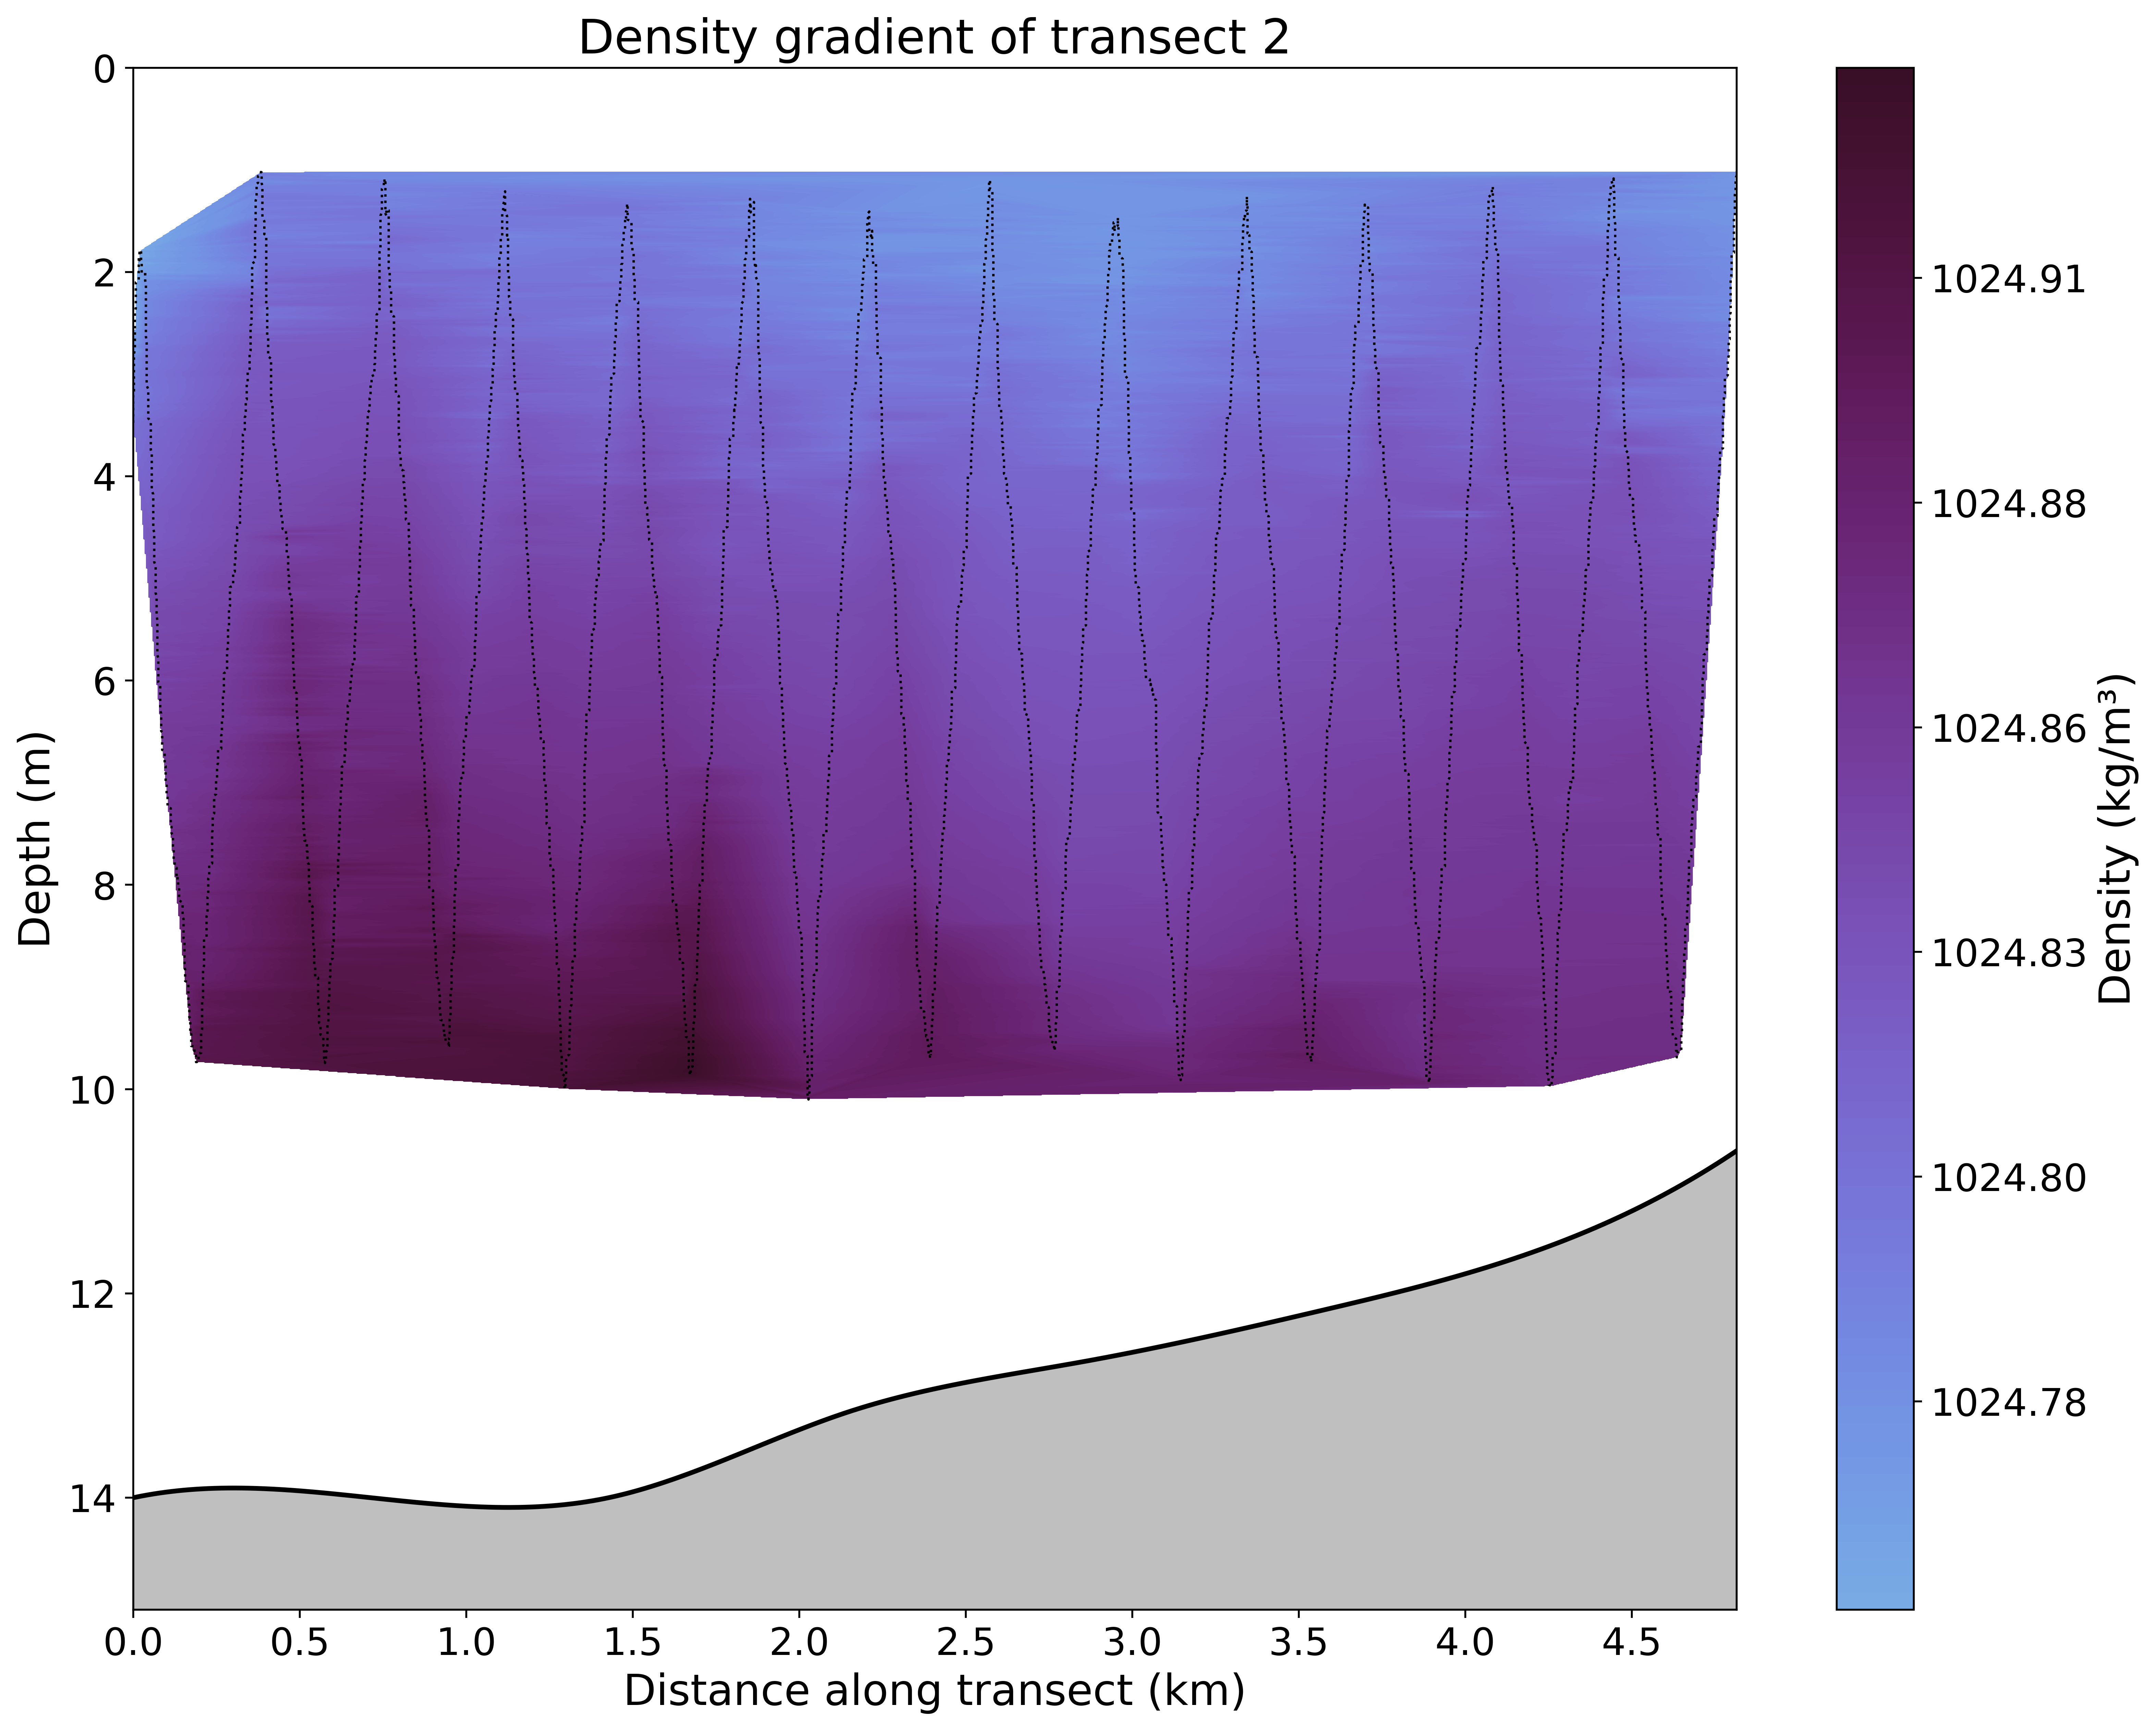 Density gradient of transect 2
0
2
4
6
8
10
12
14
Depth (m)
0.0 0.5 1.0 1.5 2.0 2.5 3.0 3.5 4.0 4.5
Distance along transect (km)
1024.91
1024.88
1024.86
1024.83
1024.80
1024.78
Density (kg/m³)